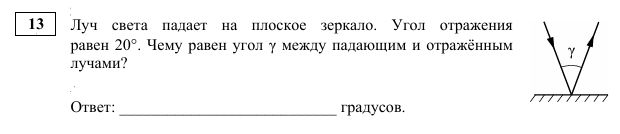 13 Луч света падает на плоское зеркало. Угол отражения
равен 20°. Чему равен угол γ между падающим и отражённым
лучами?
γ
Ответ: ___________________________ градусов.